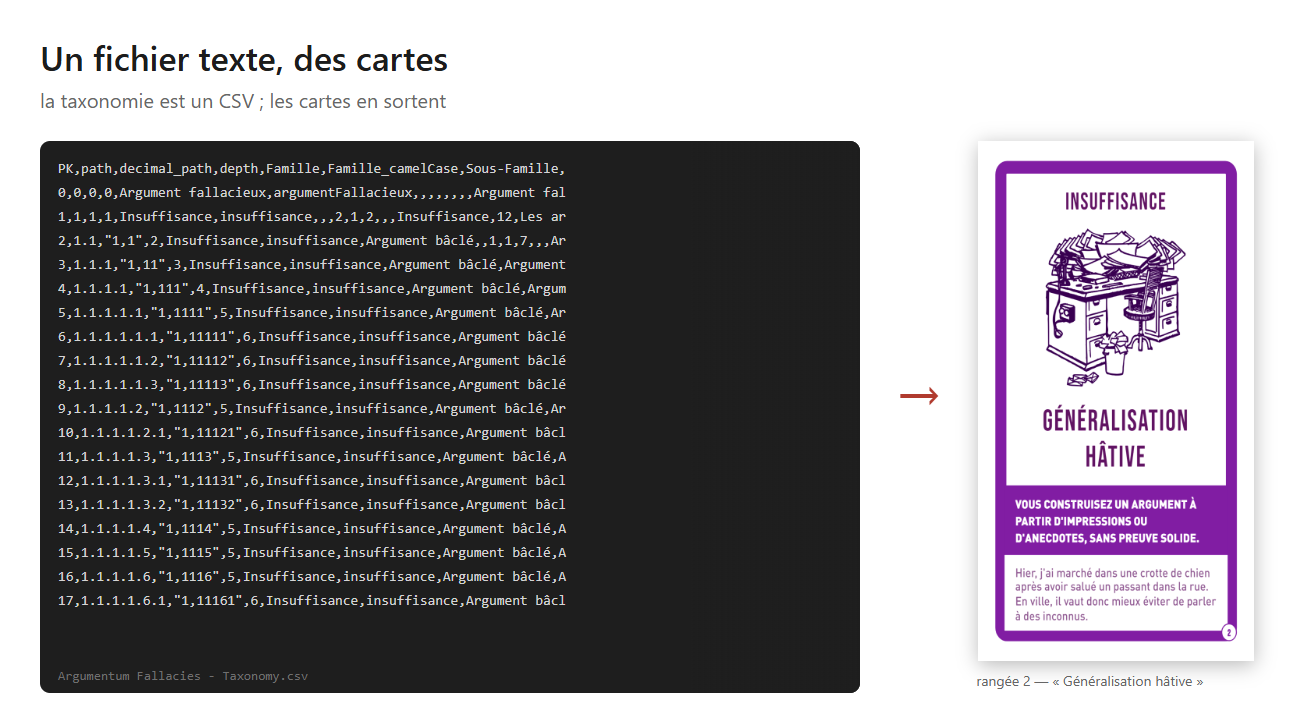 Un fichier texte, des cartes
la taxonomie est un CSV ; les cartes en sortent
PK,path,decimal_path,depth,Famille,Famille_camelCase,Sous-Famille,
0,0,0,0,Argument fallacieux,argumentFallacieux,,,,,,,,Argument fal
1,1,1,1,Insuffisance,insuffisance,,,2,1,2,,,Insuffisance,12,Les ar
2,1.1,"1,1",2,Insuffisance,insuffisance,Argument bâclé,,1,1,7,,,Ar
3,1.1.1,"1,11",3,Insuffisance,insuffisance,Argument bâclé,Argument
4,1.1.1.1,"1,111",4,Insuffisance,insuffisance,Argument bâclé,Argum
5,1.1.1.1.1,"1,1111",5,Insuffisance,insuffisance,Argument bâclé,Ar
6,1.1.1.1.1.1,"1,11111",6,Insuffisance,insuffisance,Argument bâclé
7,1.1.1.1.1.2,"1,11112",6,Insuffisance,insuffisance,Argument bâclé
8,1.1.1.1.1.3,"1,11113",6,Insuffisance,insuffisance,Argument bâclé
9,1.1.1.1.2,"1,1112",5,Insuffisance,insuffisance,Argument bâclé,Ar
10,1.1.1.1.2.1,"1,11121",6,Insuffisance,insuffisance,Argument bâcl
11,1.1.1.1.3,"1,1113",5,Insuffisance,insuffisance,Argument bâclé,A
12,1.1.1.1.3.1,"1,11131",6,Insuffisance,insuffisance,Argument bâcl
13,1.1.1.1.3.2,"1,11132",6,Insuffisance,insuffisance,Argument bâcl
14,1.1.1.1.4,"1,1114",5,Insuffisance,insuffisance,Argument bâclé,A
15,1.1.1.1.5,"1,1115",5,Insuffisance,insuffisance,Argument bâclé,A
16,1.1.1.1.6,"1,1116",5,Insuffisance,insuffisance,Argument bâclé,A
17,1.1.1.1.6.1,"1,11161",6,Insuffisance,insuffisance,Argument bâcl
Argumentum Fallacies - Taxonomy.csv
INSUFFISANCE
GÉNÉRALISATION
HÂTIVE
VOUS CONSTRUISEZ UN ARGUMENT À
PARTIR D'IMPRESSIONS OU
D'ANECDOTES, SANS PREUVE SOLIDE.
Hier, j'ai marché dans une crotte de chien
après avoir salué un passant dans la rue.
En ville, il vaut donc mieux éviter de parler
à des inconnus.
2
rangée 2 — « Généralisation hâtive »